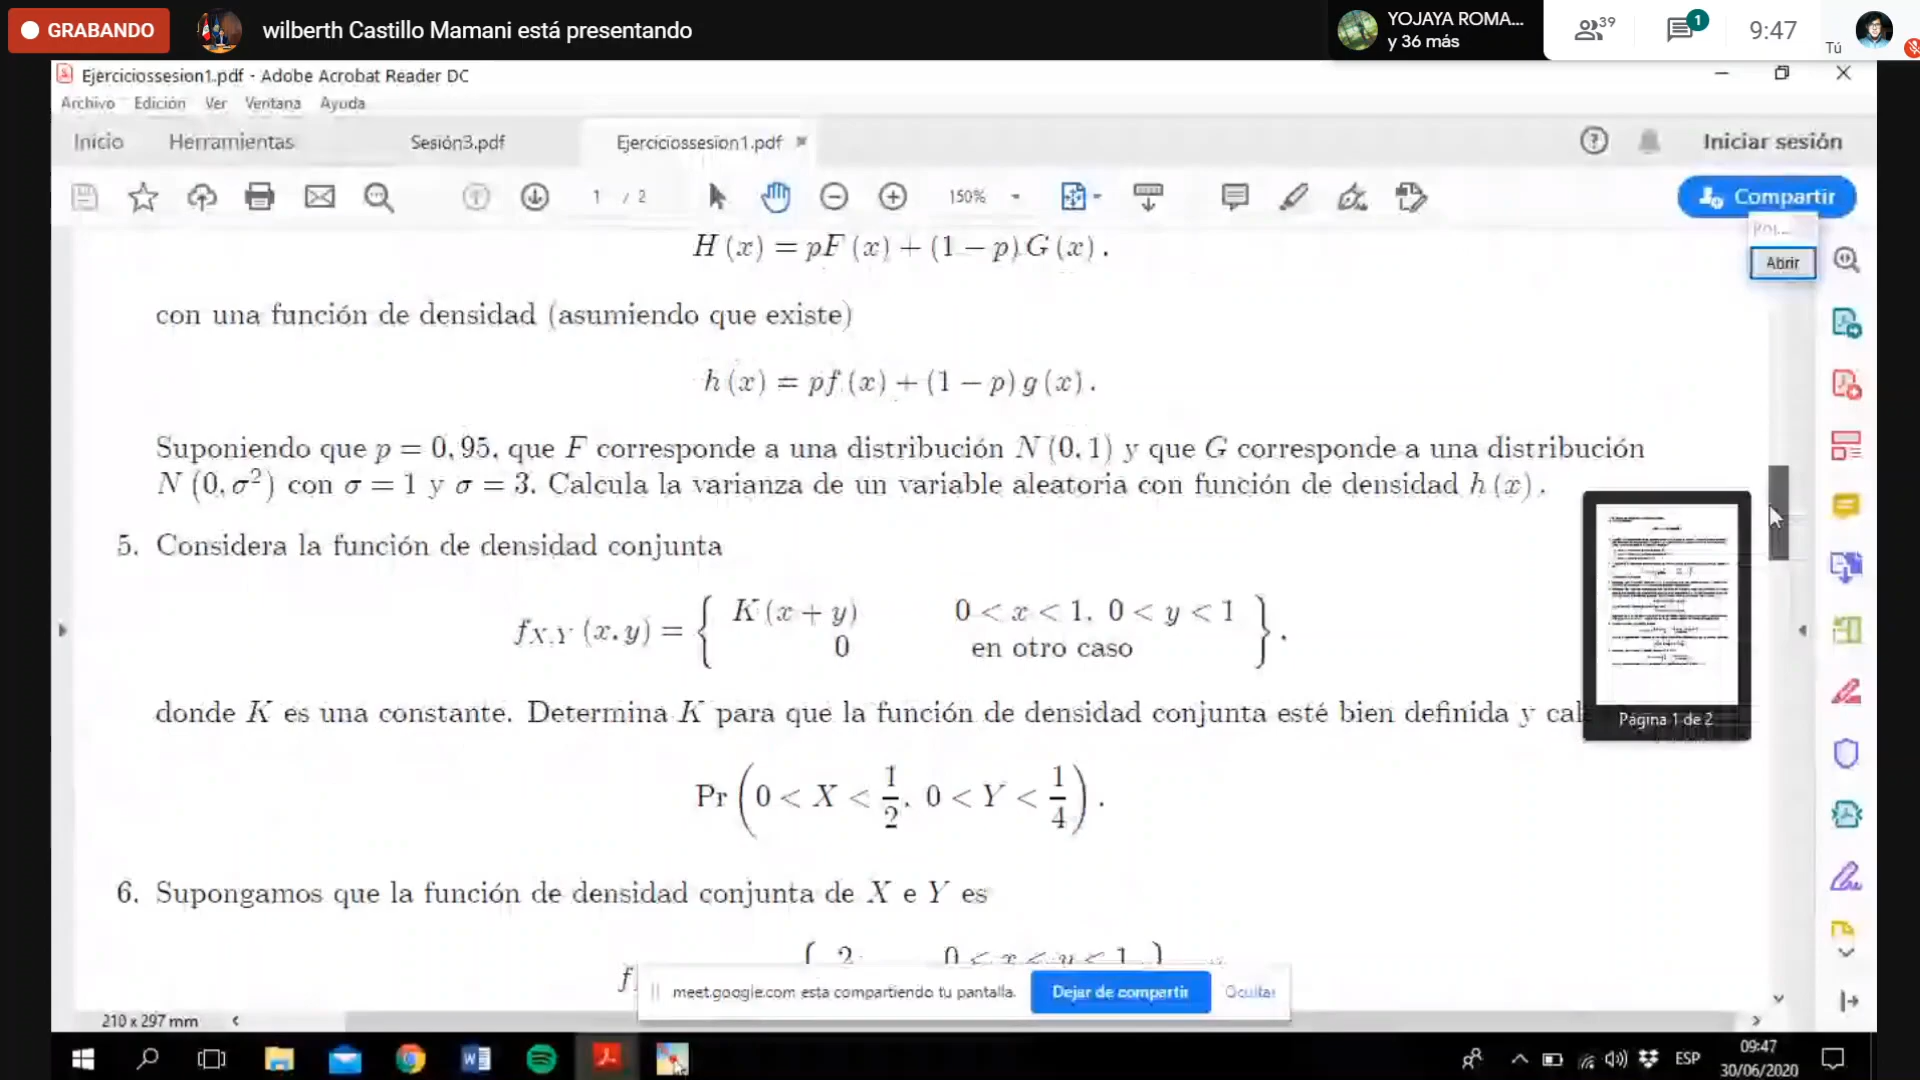 GRABANDO
wilberth Castillo Mamani está presentando
YOJAYA ROMA...
y 36 más
39
1
9:47
Tú
Ejerciciossesion1.pdf - Adobe Acrobat Reader DC
Archivo Edición Ver Ventana Ayuda
Inicio Herramientas Sesión3.pdf Ejerciciossesion1.pdf × Iniciar sesión
1 / 2 150% Compartir
Abrir
H (x) = pF (x) + (1 − p) G (x) .
con una función de densidad (asumiendo que existe)
h (x) = pf (x) + (1 − p) g (x) .
Suponiendo que p = 0, 95, que F corresponde a una distribución N (0, 1) y que G corresponde a una distribución
N (0, σ²) con σ = 1 y σ = 3. Calcula la varianza de un variable aleatoria con función de densidad h (x) .
5. Considera la función de densidad conjunta
f_{X,Y} (x, y) = { K (x + y) 0 < x < 1, 0 < y < 1
0 en otro caso } .
donde K es una constante. Determina K para que la función de densidad conjunta esté bien definida y cal
Pr (0 < X < 1/2, 0 < Y < 1/4) .
6. Supongamos que la función de densidad conjunta de X e Y es
f
{ 2 0 < x < y < 1 }
Página 1 de 2
meet.google.com esta compartiendo tu pantalla. Dejar de compartir Ocultar
210 x 297 mm
ESP
09:47
30/06/2020